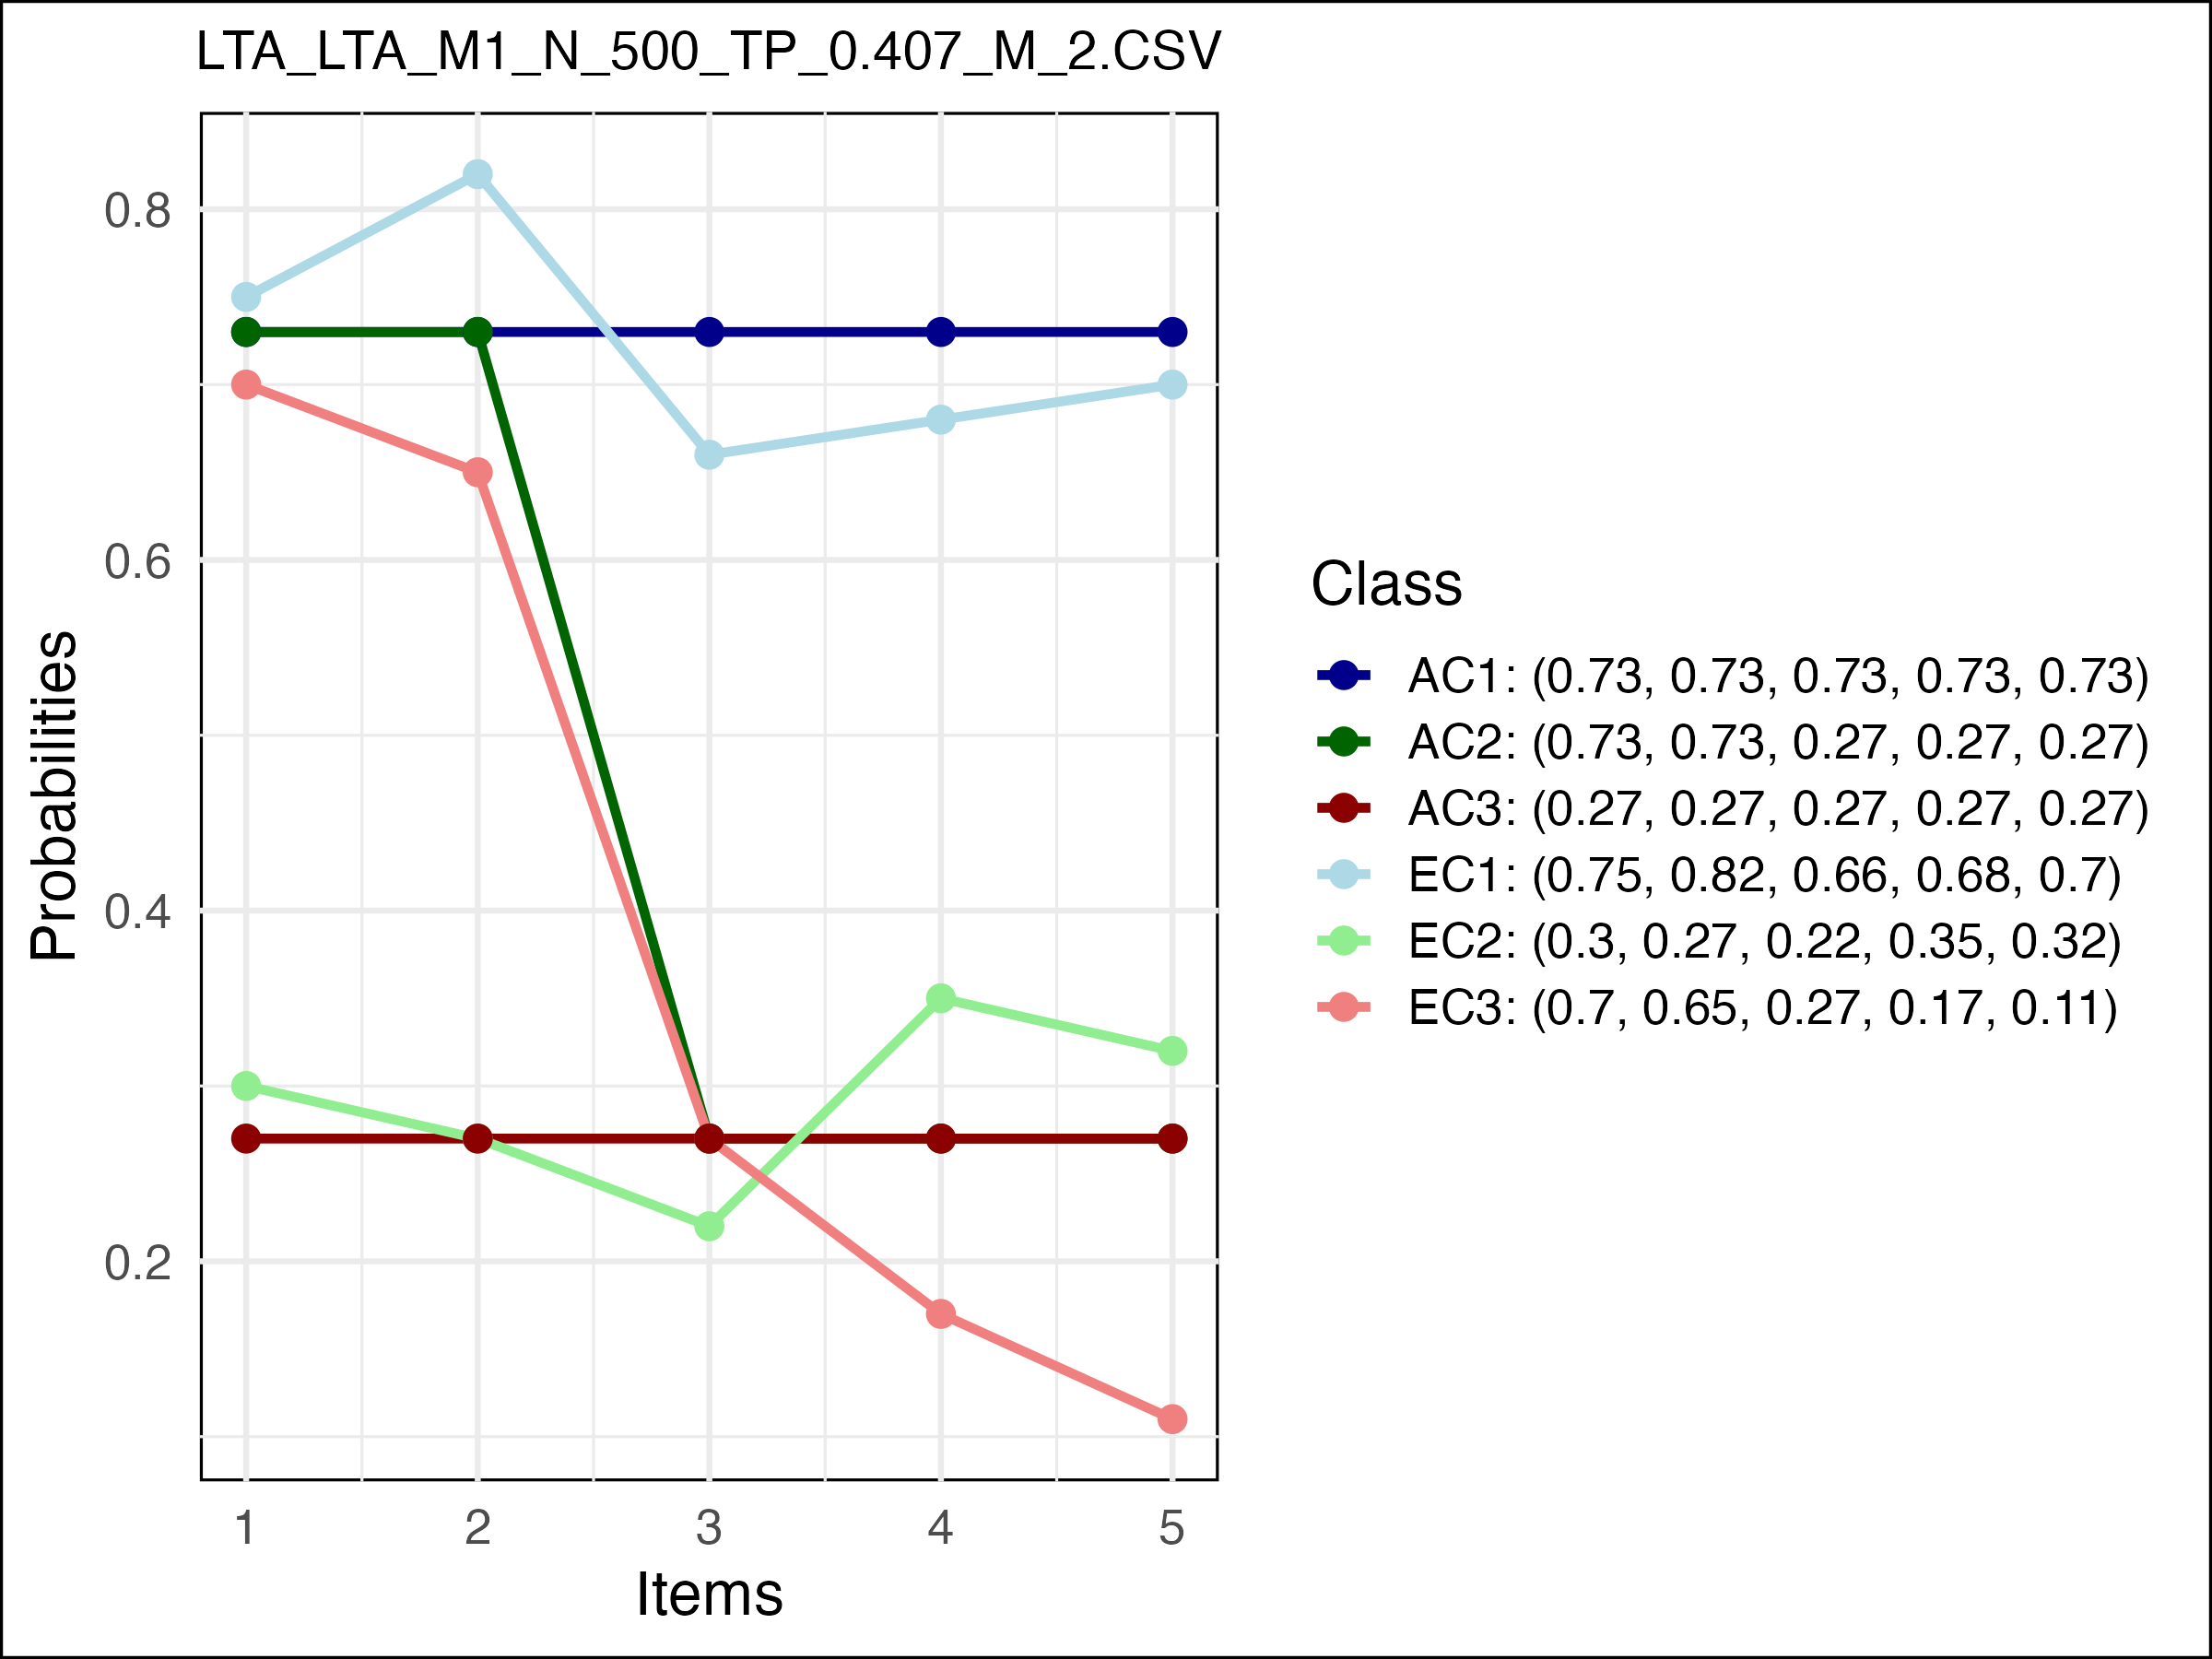 LTA_LTA_M1_N_500_TP_0.407_M_2.CSV
0.8
0.6
0.4
0.2
Probabilities
1 2 3 4 5
Items
Class
AC1: (0.73, 0.73, 0.73, 0.73, 0.73)
AC2: (0.73, 0.73, 0.27, 0.27, 0.27)
AC3: (0.27, 0.27, 0.27, 0.27, 0.27)
EC1: (0.75, 0.82, 0.66, 0.68, 0.7)
EC2: (0.3, 0.27, 0.22, 0.35, 0.32)
EC3: (0.7, 0.65, 0.27, 0.17, 0.11)